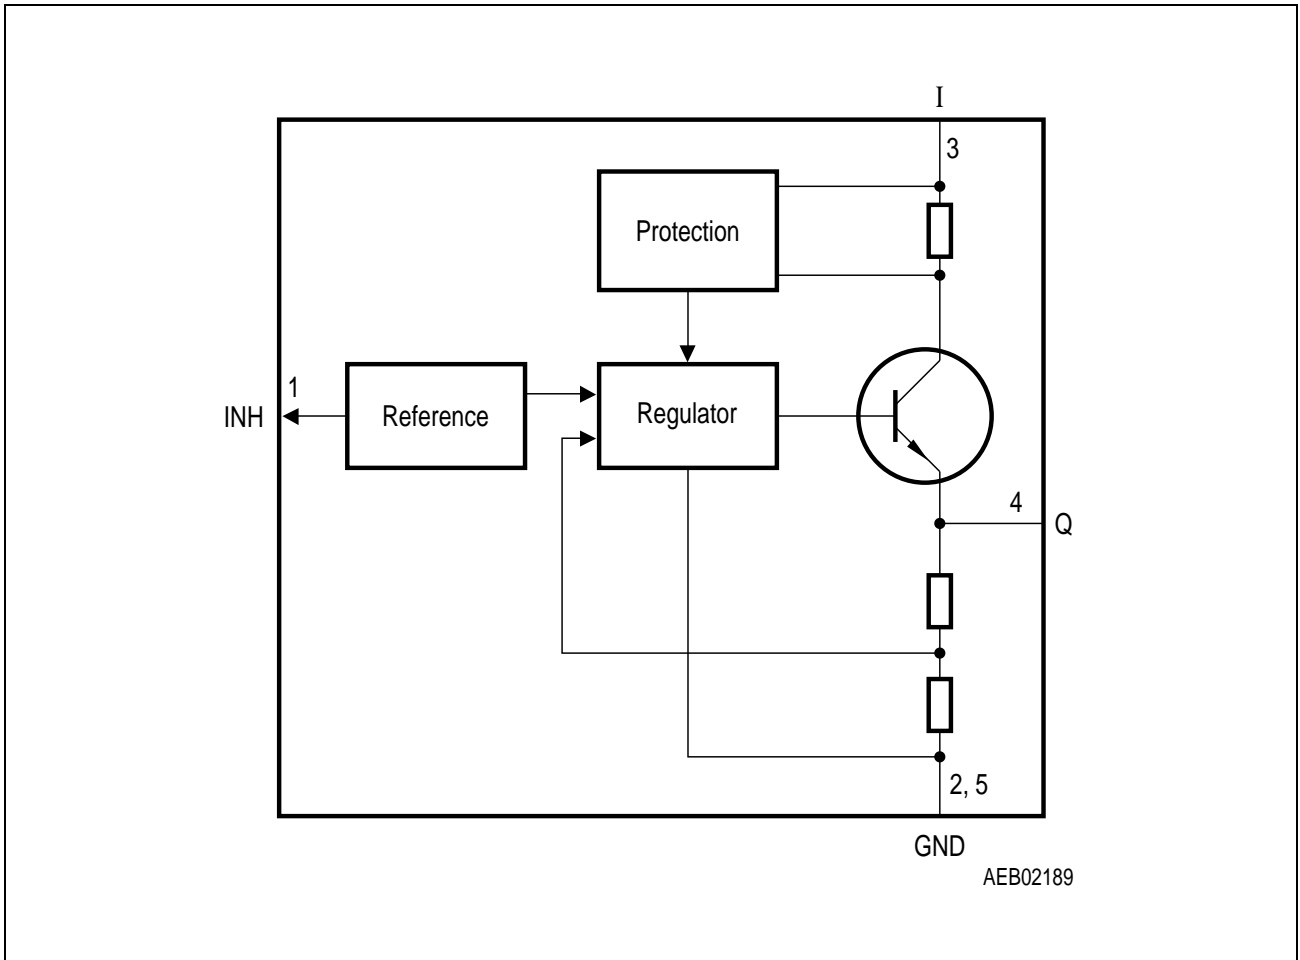 I
3
Protection
1
INH
Reference
Regulator
4
Q
2, 5
GND
AEB02189